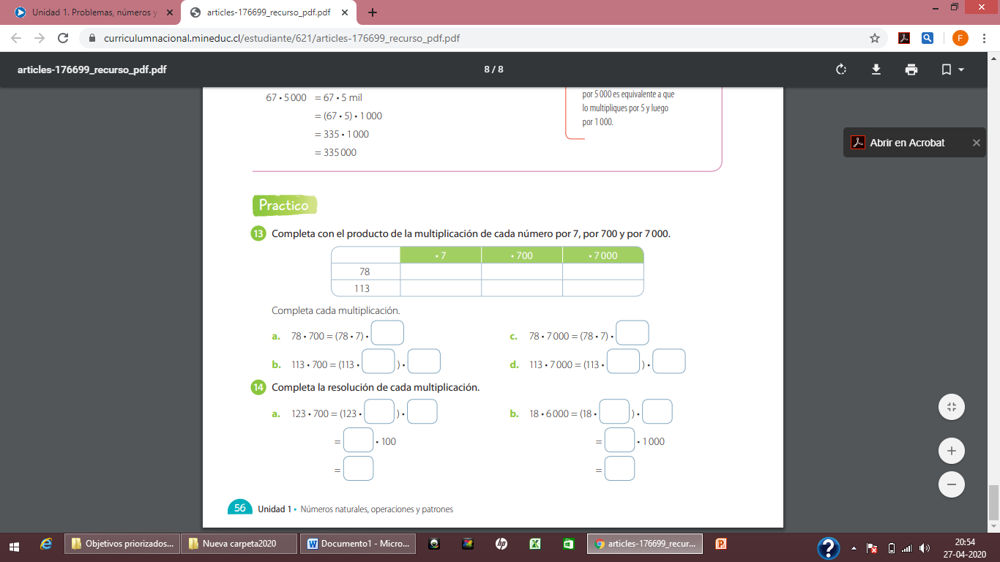 Unidad 1. Problemas, números y
articles-176699_recurso_pdf.pdf
curriculumnacional.mineduc.cl/estudiante/621/articles-176699_recurso_pdf.pdf
F
articles-176699_recurso_pdf.pdf
8 / 8
Abrir en Acrobat
67 • 5 000 = 67 • 5 mil
= (67 • 5) • 1 000
= 335 • 1 000
= 335 000
por 5 000 es equivalente a que
lo multipliques por 5 y luego
por 1 000.
Practico
13 Completa con el producto de la multiplicación de cada número por 7, por 700 y por 7 000.
• 7 • 700 • 7 000
78
113
Completa cada multiplicación.
a. 78 • 700 = (78 • 7) •
c. 78 • 7 000 = (78 • 7) •
b. 113 • 700 = (113 • ) •
d. 113 • 7 000 = (113 • ) •
14 Completa la resolución de cada multiplicación.
a. 123 • 700 = (123 • ) •
= • 100
=
b. 18 • 6 000 = (18 • ) •
= • 1 000
=
56 Unidad 1 • Números naturales, operaciones y patrones
Objetivos priorizados...
Nueva carpeta2020
Documento1 - Micro...
articles-176699_recur...
20:54
27-04-2020